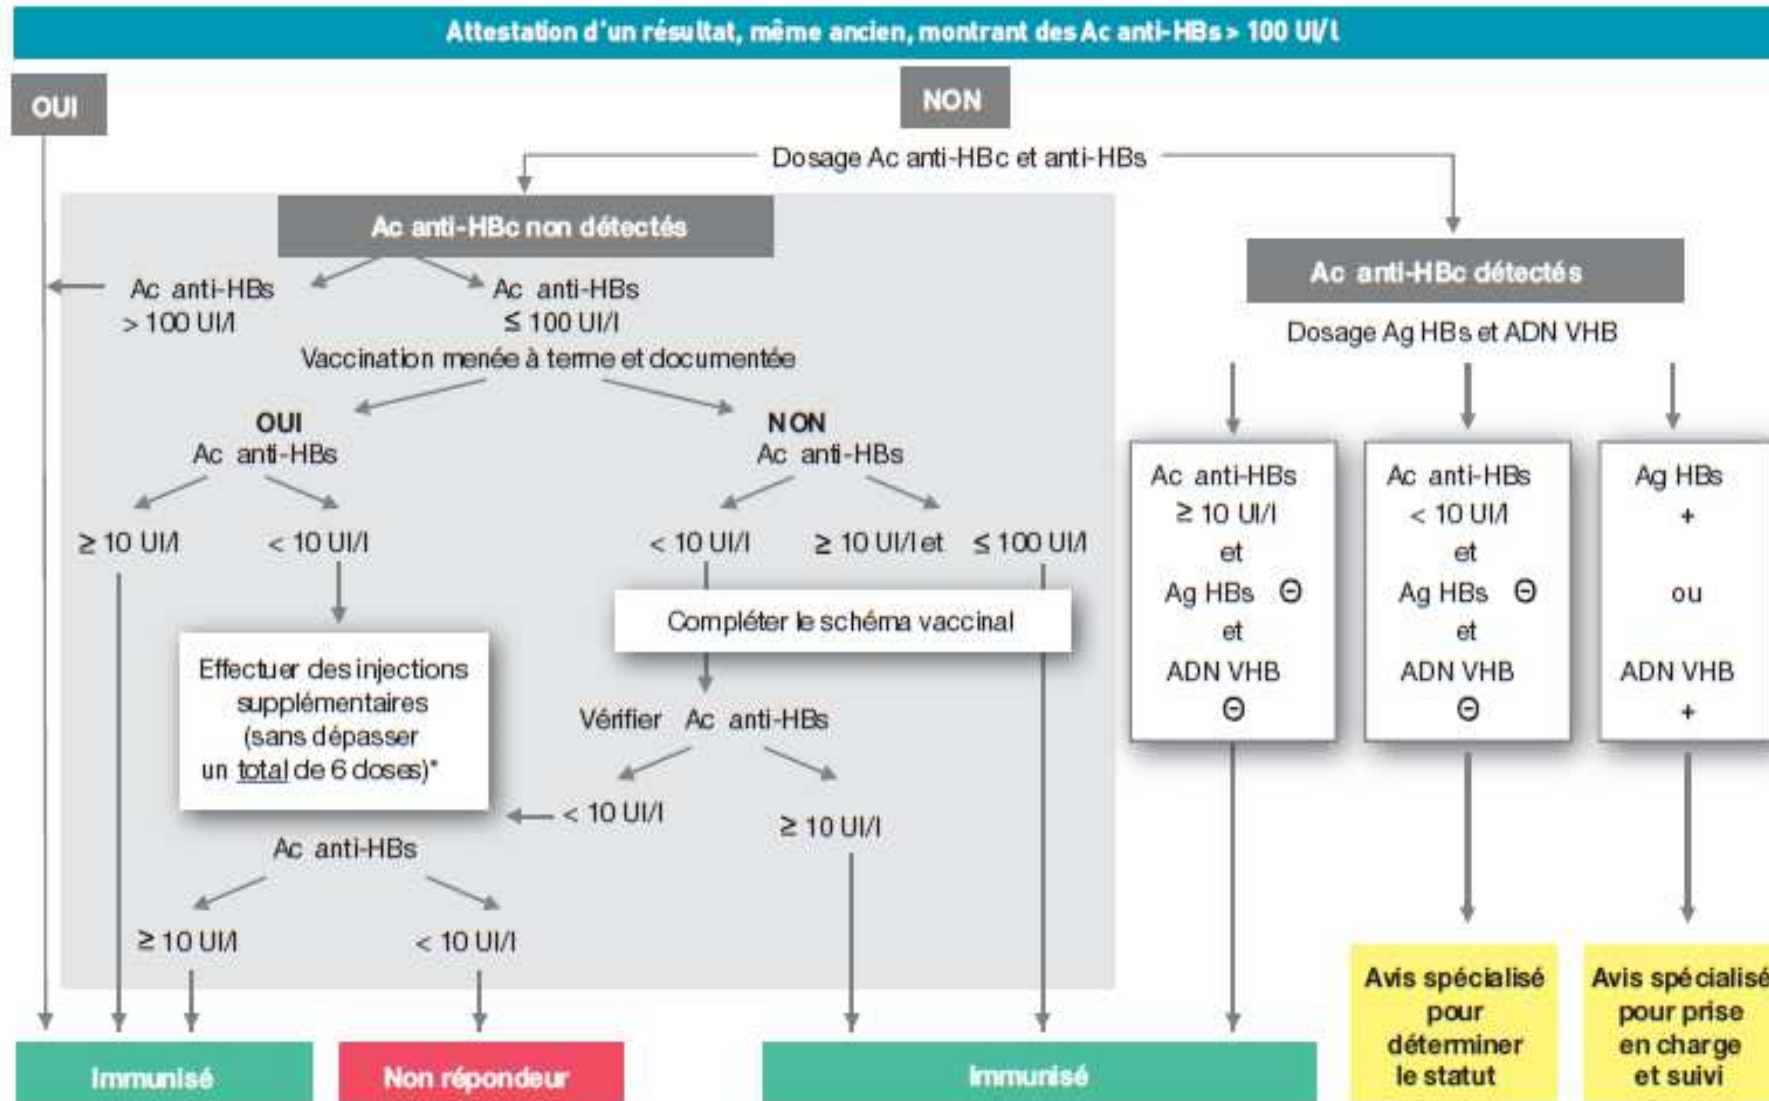 Attestation d'un résultat, même ancien, montrant des Ac anti-HBs > 100 UI/l
OUI
NON
Dosage Ac anti-HBc et anti-HBs
Ac anti-HBc non détectés
Ac anti-HBs
> 100 UI/l
Ac anti-HBs
≤ 100 UI/l
Vaccination menée à terme et documentée
OUI
Ac anti-HBs
NON
Ac anti-HBs
≥ 10 UI/l
< 10 UI/l
< 10 UI/l
≥ 10 UI/l et ≤ 100 UI/l
Effectuer des injections
supplémentaires
(sans dépasser
un total de 6 doses)*
Compléter le schéma vaccinal
Vérifier Ac anti-HBs
< 10 UI/l
≥ 10 UI/l
Ac anti-HBs
≥ 10 UI/l
< 10 UI/l
Ac anti-HBc détectés
Dosage Ag HBs et ADN VHB
Ac anti-HBs
≥ 10 UI/l
et
Ag HBs ⊖
et
ADN VHB
⊖
Ac anti-HBs
< 10 UI/l
et
Ag HBs ⊖
et
ADN VHB
⊖
Ag HBs
+
ou
ADN VHB
+
Immunisé
Non répondeur
Immunisé
Avis spécialisé
pour
déterminer
le statut
Avis spécialisé
pour prise
en charge
et suivi